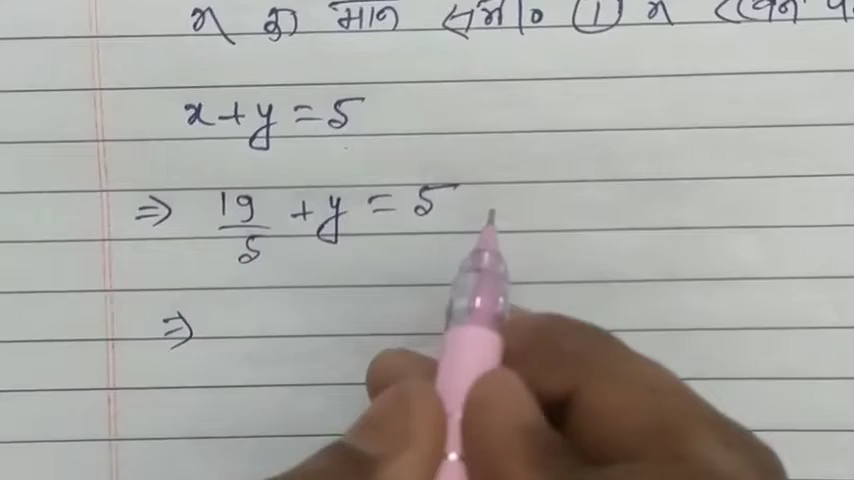 x का मान समी० ① में रखने पर
x + y = 5
⇒ 19/5 + y = 5
⇒